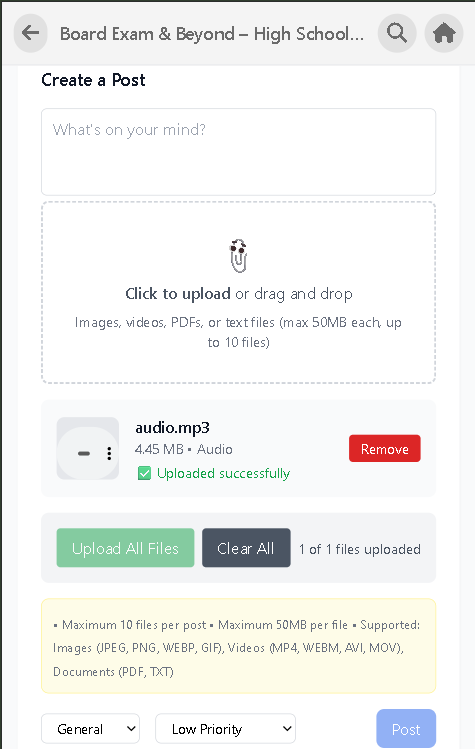 Board Exam & Beyond – High School...
Create a Post
What's on your mind?
Click to upload or drag and drop
Images, videos, PDFs, or text files (max 50MB each, up
to 10 files)
audio.mp3
4.45 MB • Audio
Remove
✅ Uploaded successfully
Upload All Files
Clear All
1 of 1 files uploaded
• Maximum 10 files per post • Maximum 50MB per file • Supported:
Images (JPEG, PNG, WEBP, GIF), Videos (MP4, WEBM, AVI, MOV),
Documents (PDF, TXT)
General
Low Priority
Post